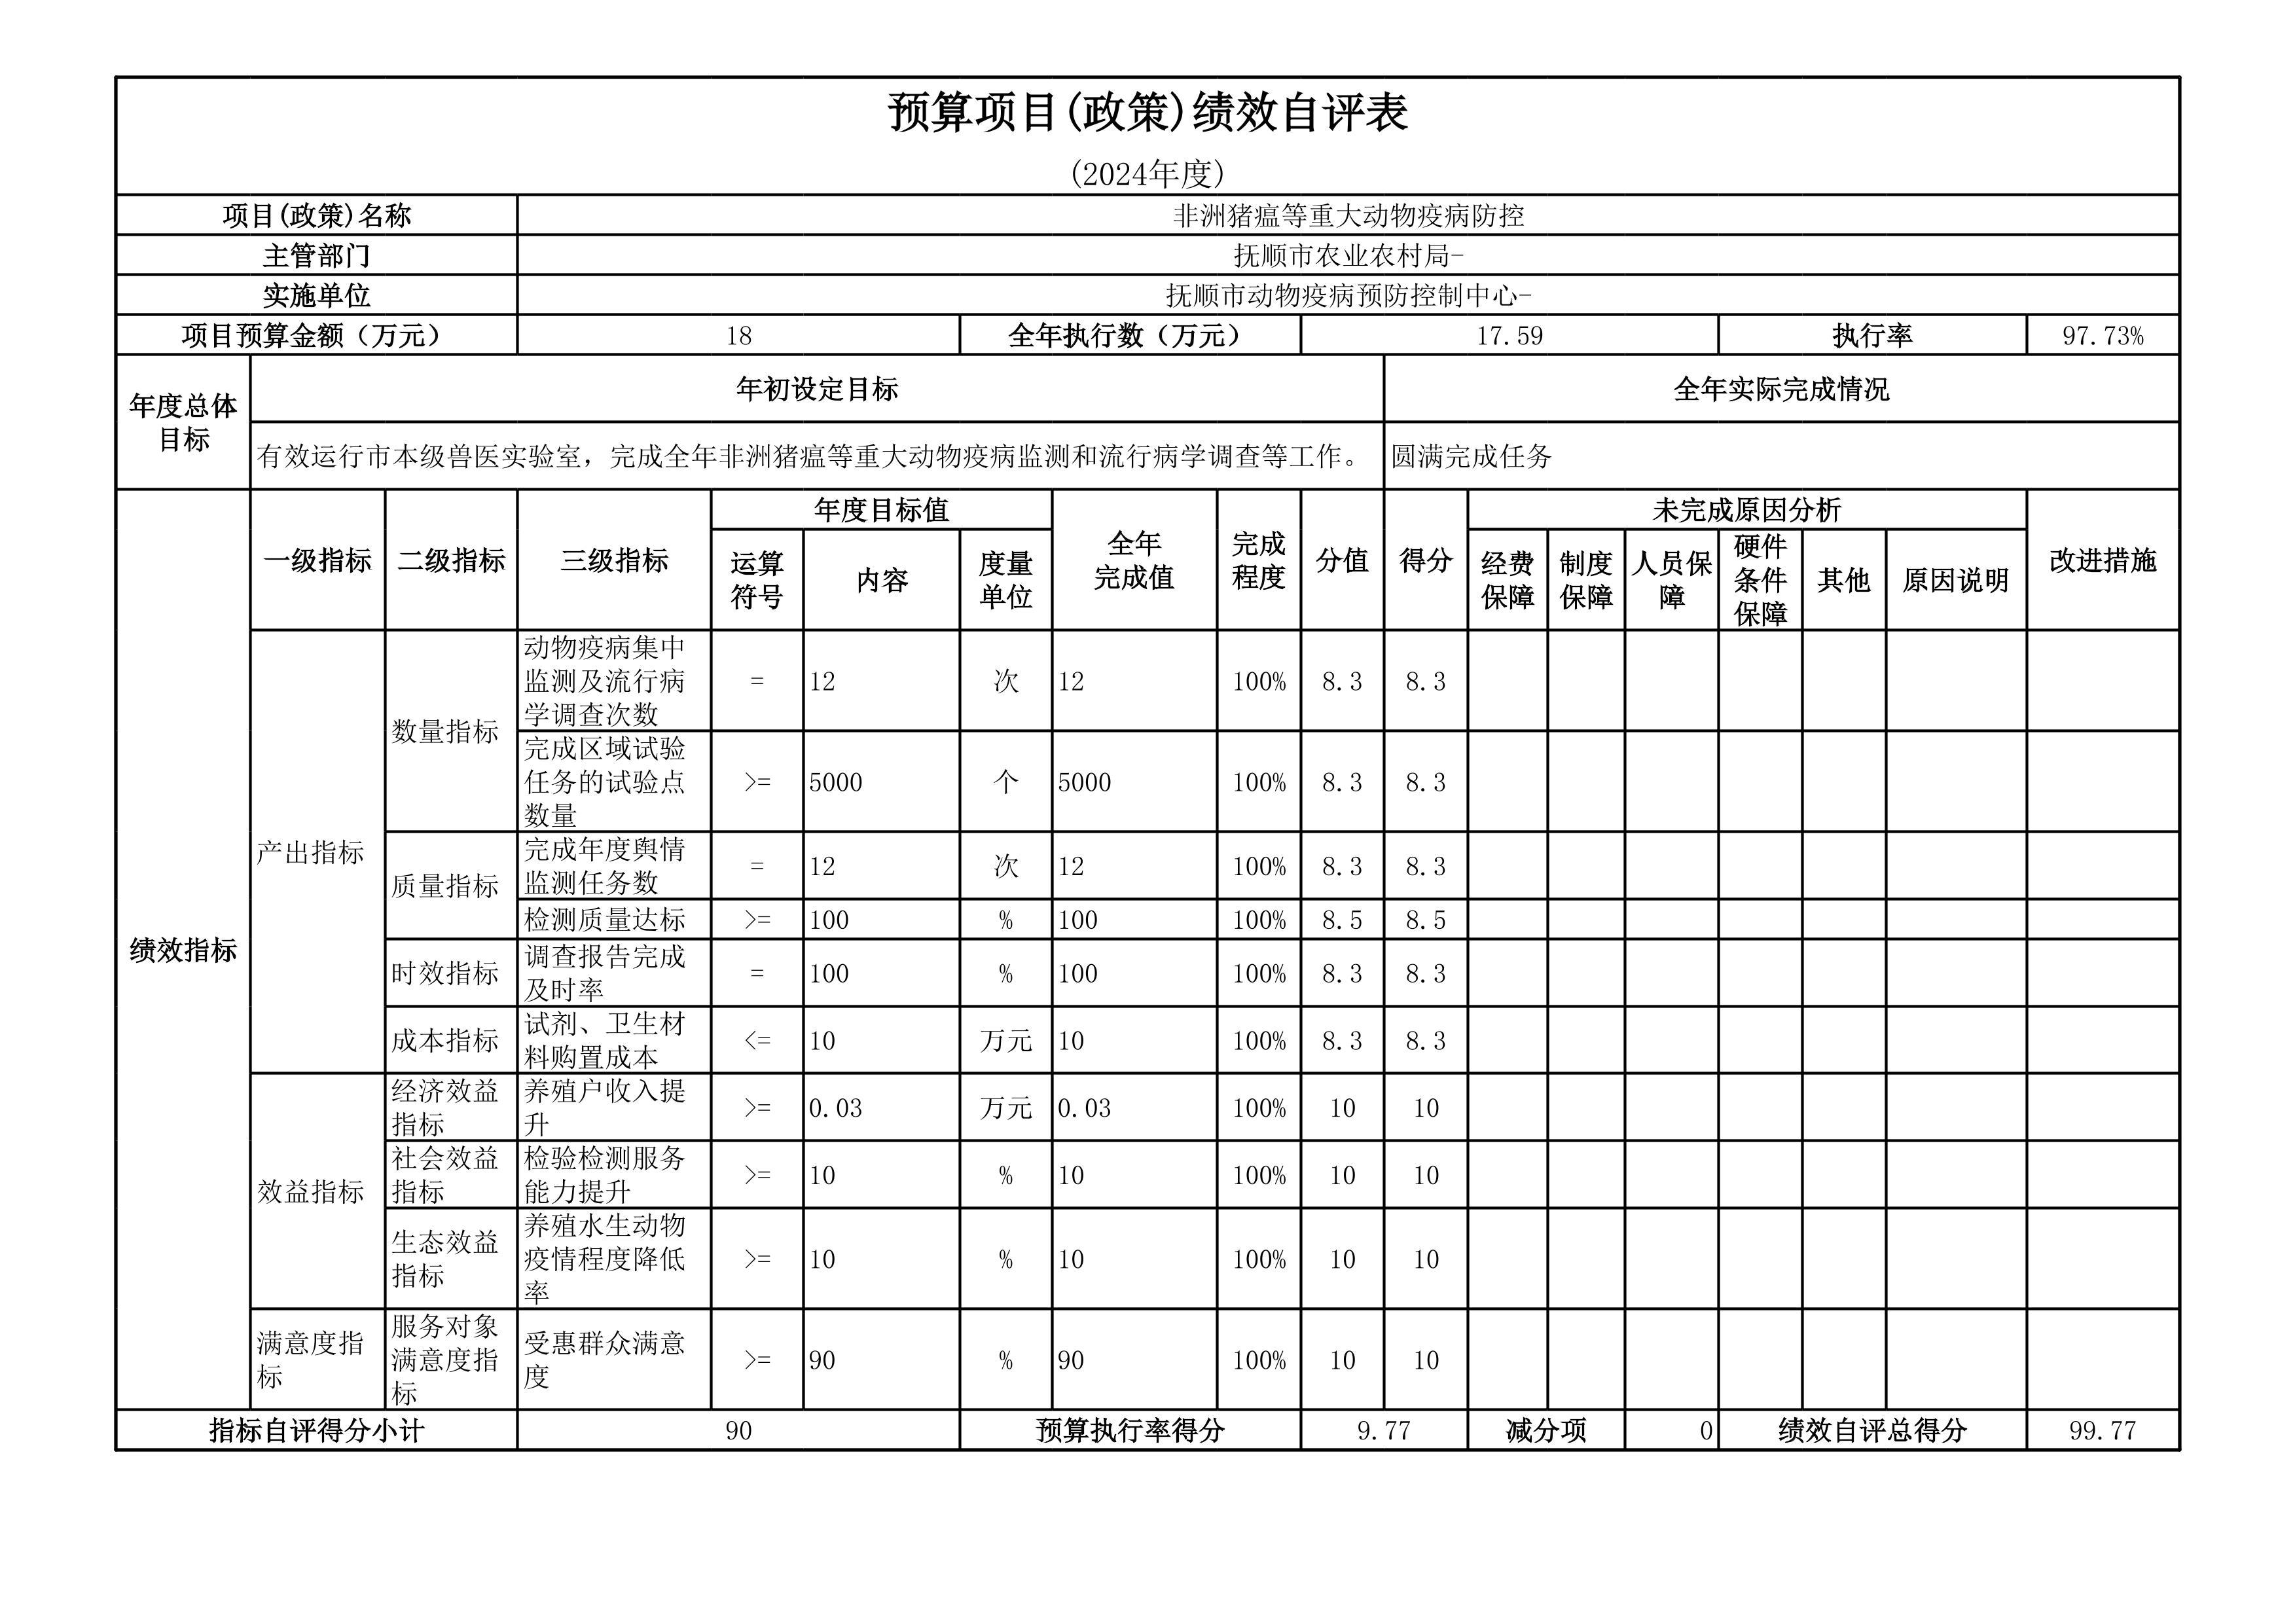 预算项目(政策)绩效自评表
(2024年度)
项目(政策)名称 非洲猪瘟等重大动物疫病防控
主管部门 抚顺市农业农村局-
实施单位 抚顺市动物疫病预防控制中心-
项目预算金额（万元） 18 全年执行数（万元） 17.59 执行率 97.73%
年度总体
目标
年初设定目标 全年实际完成情况
有效运行市本级兽医实验室，完成全年非洲猪瘟等重大动物疫病监测和流行病学调查等工作。 圆满完成任务
绩效指标
一级指标 二级指标 三级指标
年度目标值
运算
符号
内容
度量
单位
全年
完成值
完成
程度
分值 得分
未完成原因分析
经费
保障
制度
保障
人员保
障
硬件
条件
保障
其他 原因说明
改进措施
产出指标
数量指标
动物疫病集中
监测及流行病
学调查次数
= 12 次 12 100% 8.3 8.3
完成区域试验
任务的试验点
数量
>= 5000 个 5000 100% 8.3 8.3
质量指标
完成年度舆情
监测任务数
= 12 次 12 100% 8.3 8.3
检测质量达标 >= 100 % 100 100% 8.5 8.5
时效指标
调查报告完成
及时率
= 100 % 100 100% 8.3 8.3
成本指标
试剂、卫生材
料购置成本
<= 10 万元 10 100% 8.3 8.3
效益指标
经济效益
指标
养殖户收入提
升
>= 0.03 万元 0.03 100% 10 10
社会效益
指标
检验检测服务
能力提升
>= 10 % 10 100% 10 10
生态效益
指标
养殖水生动物
疫情程度降低
率
>= 10 % 10 100% 10 10
满意度指
标
服务对象
满意度指
标
受惠群众满意
度
>= 90 % 90 100% 10 10
指标自评得分小计 90 预算执行率得分 9.77 减分项 0 绩效自评总得分 99.77